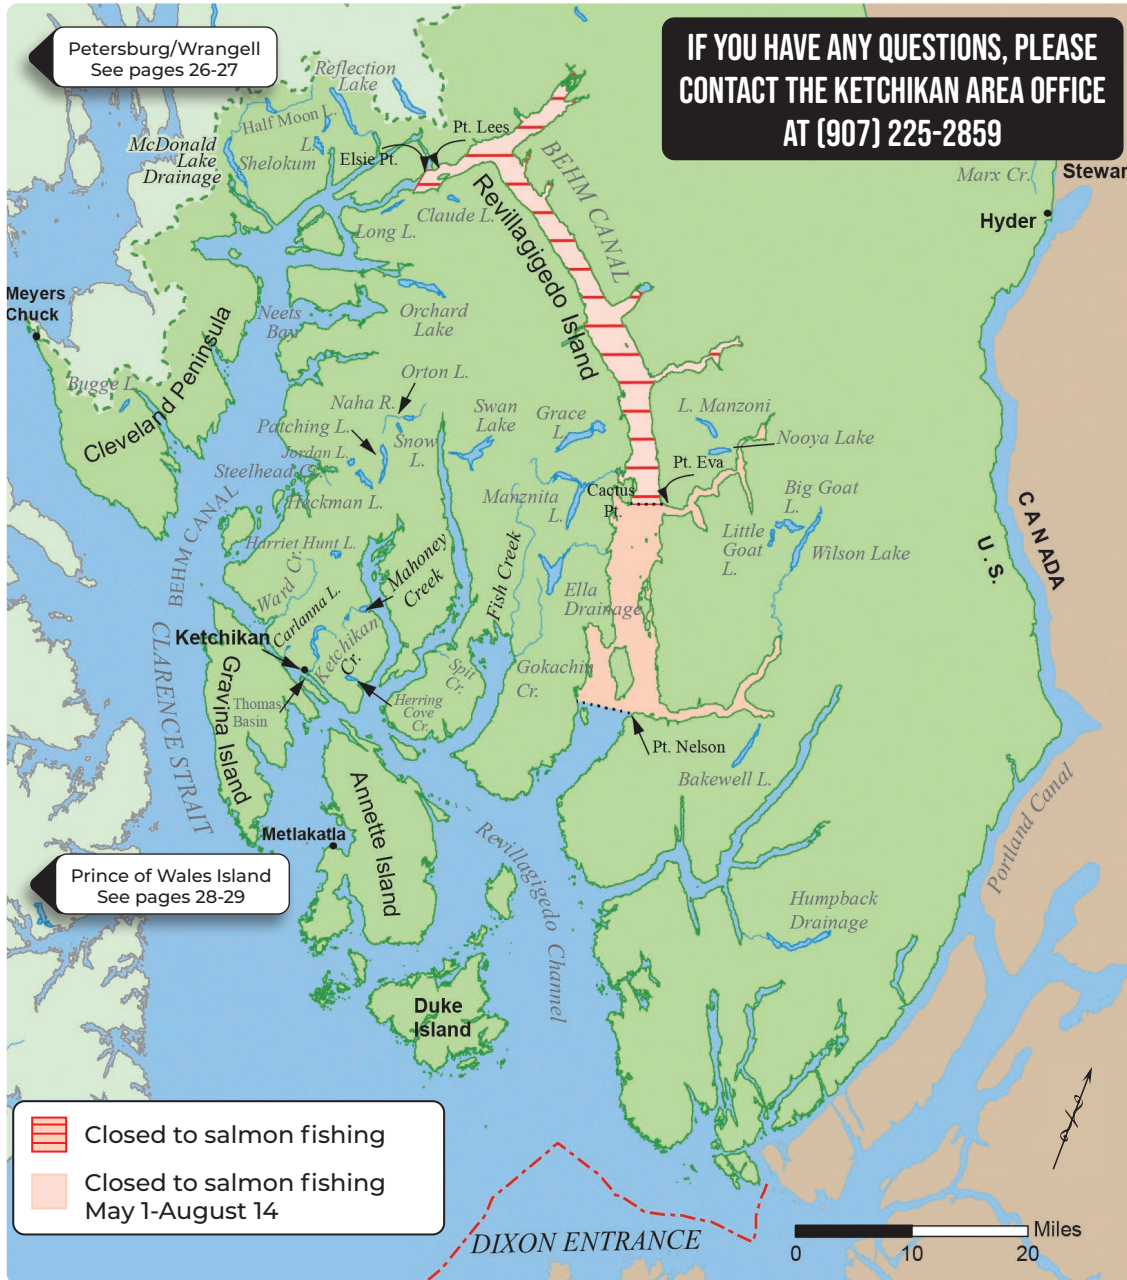 Petersburg/Wrangell
See pages 26-27
IF YOU HAVE ANY QUESTIONS, PLEASE
CONTACT THE KETCHIKAN AREA OFFICE
AT (907) 225-2859
Reflection
Lake
Half Moon L.
Pt. Lees
McDonald
Lake
Drainage
L.
Shelokum
Elsie Pt.
BEHM CANAL
Marx Cr.
Stewar
Hyder
Claude L.
Long L.
Revillagigedo Island
Meyers
Chuck
Neets
Bay
Orchard
Lake
Bugge L.
Cleveland Peninsula
Orton L.
Naha R.
Patching L.
Snow
L.
Swan
Lake
Grace
L.
L. Manzoni
Nooya Lake
Jordan L.
Steelhead Cr.
Heckman L.
Manznita
L.
Cactus
Pt.
Pt. Eva
Big Goat
L.
Little
Goat
L.
Wilson Lake
CANADA
U.S.
BEHM CANAL
Harriet Hunt L.
Ward Cr.
Mahoney
Creek
Fish Creek
Ella
Drainage
Carlanna L.
Ketchikan
Ketchikan
Cr.
CLARENCE STRAIT
Gravina Island
Thomas
Basin
Herring
Cove
Cr.
Spit
Cr.
Gokachin
Cr.
Pt. Nelson
Bakewell L.
Annette Island
Metlakatla
Revillagigedo Channel
Portland Canal
Prince of Wales Island
See pages 28-29
Humpback
Drainage
Duke
Island
Closed to salmon fishing
Closed to salmon fishing
May 1-August 14
DIXON ENTRANCE
Miles
0 10 20